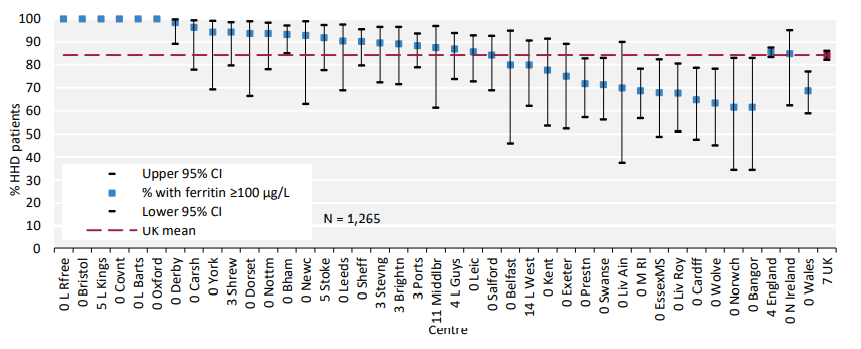 100
90
80
70
60
50
40
30
20
10
0
% HHD patients
Upper 95% CI
% with ferritin ≥100 µg/L
Lower 95% CI
UK mean
N = 1,265
0 L Rfree
0 Bristol
5 L Kings
0 Covnt
0 L Barts
0 Oxford
0 Derby
0 Carsh
0 York
3 Shrew
0 Dorset
0 Nottm
0 Bham
0 Newc
5 Stoke
0 Leeds
0 Sheff
3 Stevng
3 Brightn
3 Ports
11 Middlbr
4 L Guys
0 Leic
0 Salford
0 Belfast
14 L West
0 Kent
0 Exeter
0 Prestn
0 Swanse
0 Liv Ain
0 M RI
0 EssexMS
0 Liv Roy
0 Cardff
0 Wolve
0 Norwch
0 Bangor
4 England
0 N Ireland
0 Wales
7 UK
Centre